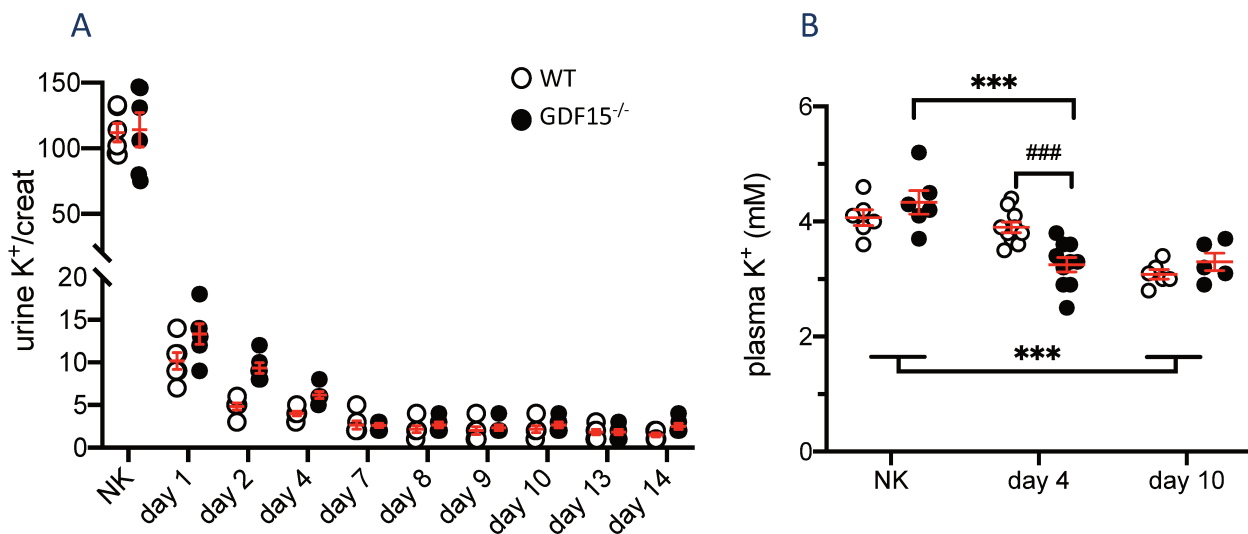 A
urine K⁺/creat
150
100
50
20
15
10
5
0
NK
day 1
day 2
day 4
day 7
day 8
day 9
day 10
day 13
day 14
WT
GDF15⁻/⁻
B
plasma K⁺ (mM)
6
4
2
0
***
###
***
NK
day 4
day 10